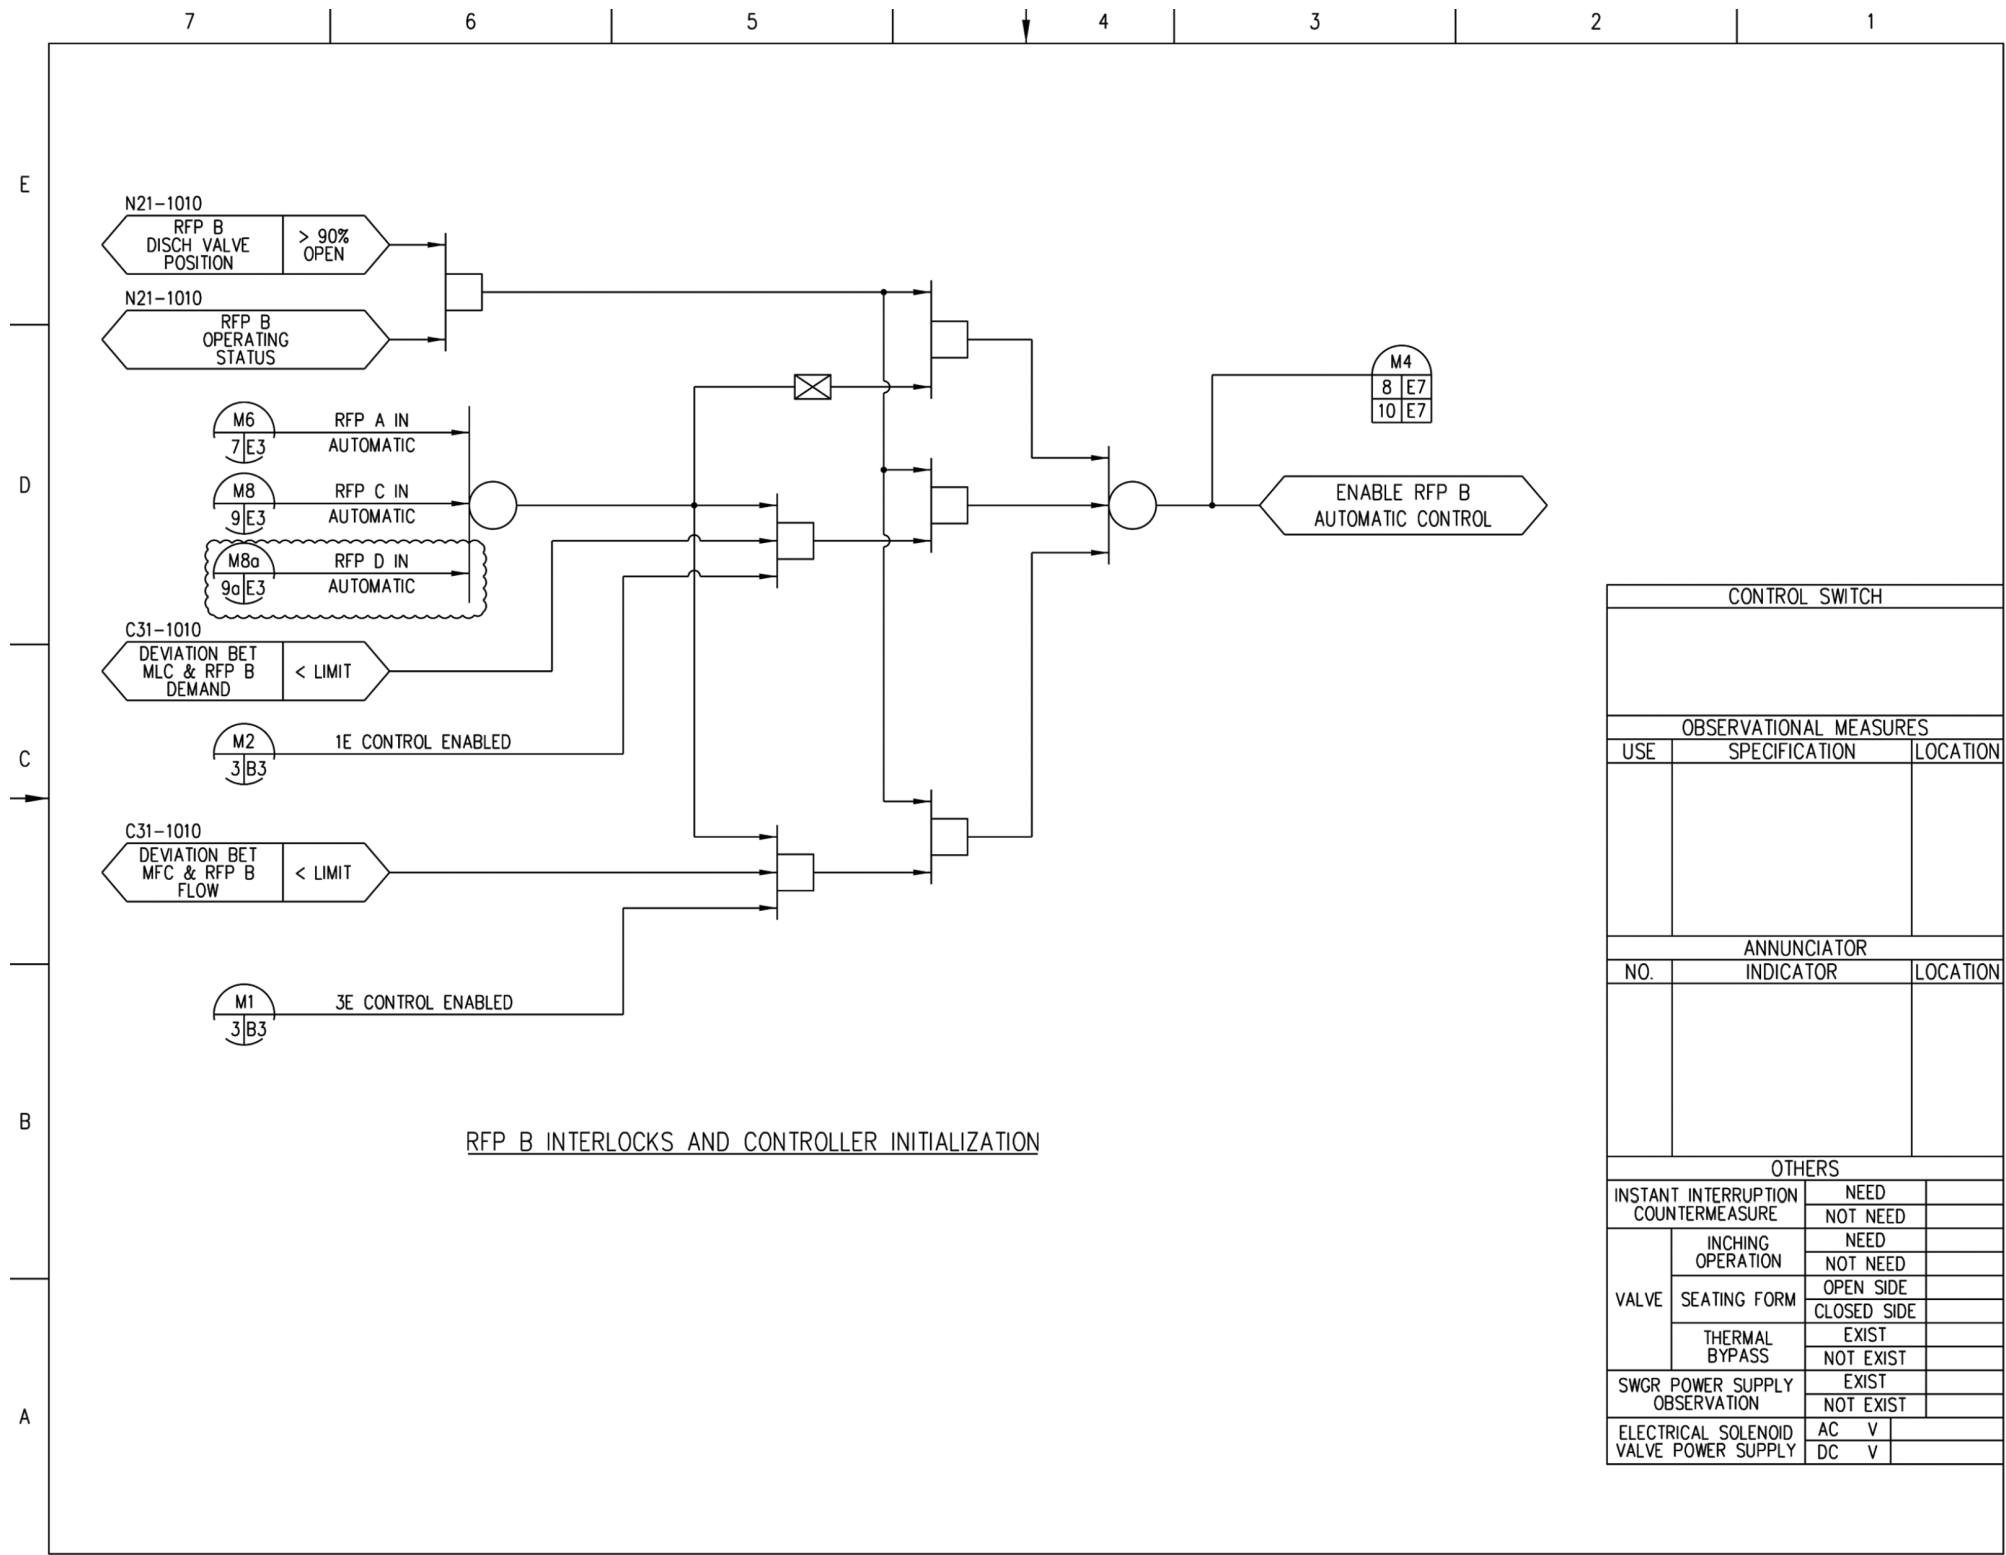 7 6 5 4 3 2 1
E
D
C
B
A
N21-1010
RFP B
DISCH VALVE
POSITION
> 90%
OPEN
N21-1010
RFP B
OPERATING
STATUS
M6
7 E3
RFP A IN
AUTOMATIC
M8
9 E3
RFP C IN
AUTOMATIC
M8a
9a E3
RFP D IN
AUTOMATIC
C31-1010
DEVIATION BET
MLC & RFP B
DEMAND
< LIMIT
M2
3 B3
1E CONTROL ENABLED
C31-1010
DEVIATION BET
MFC & RFP B
FLOW
< LIMIT
M1
3 B3
3E CONTROL ENABLED
M4
8 E7
10 E7
ENABLE RFP B
AUTOMATIC CONTROL
RFP B INTERLOCKS AND CONTROLLER INITIALIZATION
CONTROL SWITCH
OBSERVATIONAL MEASURES
USE SPECIFICATION LOCATION
ANNUNCIATOR
NO. INDICATOR LOCATION
OTHERS
INSTANT INTERRUPTION
COUNTERMEASURE
NEED
NOT NEED
VALVE
INCHING
OPERATION
NEED
NOT NEED
SEATING FORM
OPEN SIDE
CLOSED SIDE
THERMAL
BYPASS
EXIST
NOT EXIST
SWGR POWER SUPPLY
OBSERVATION
EXIST
NOT EXIST
ELECTRICAL SOLENOID
VALVE POWER SUPPLY
AC V
DC V